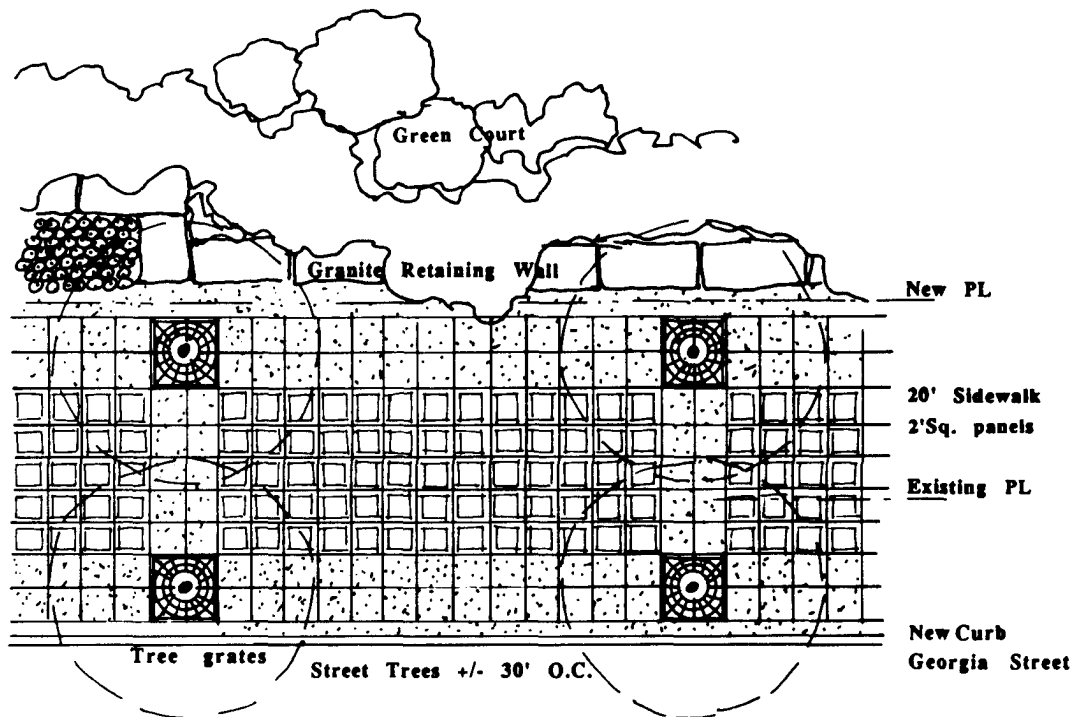 Green Court
Granite Retaining Wall
New PL
20' Sidewalk
2'Sq. panels
Existing PL
New Curb
Georgia Street
Tree grates
Street Trees +/- 30' O.C.